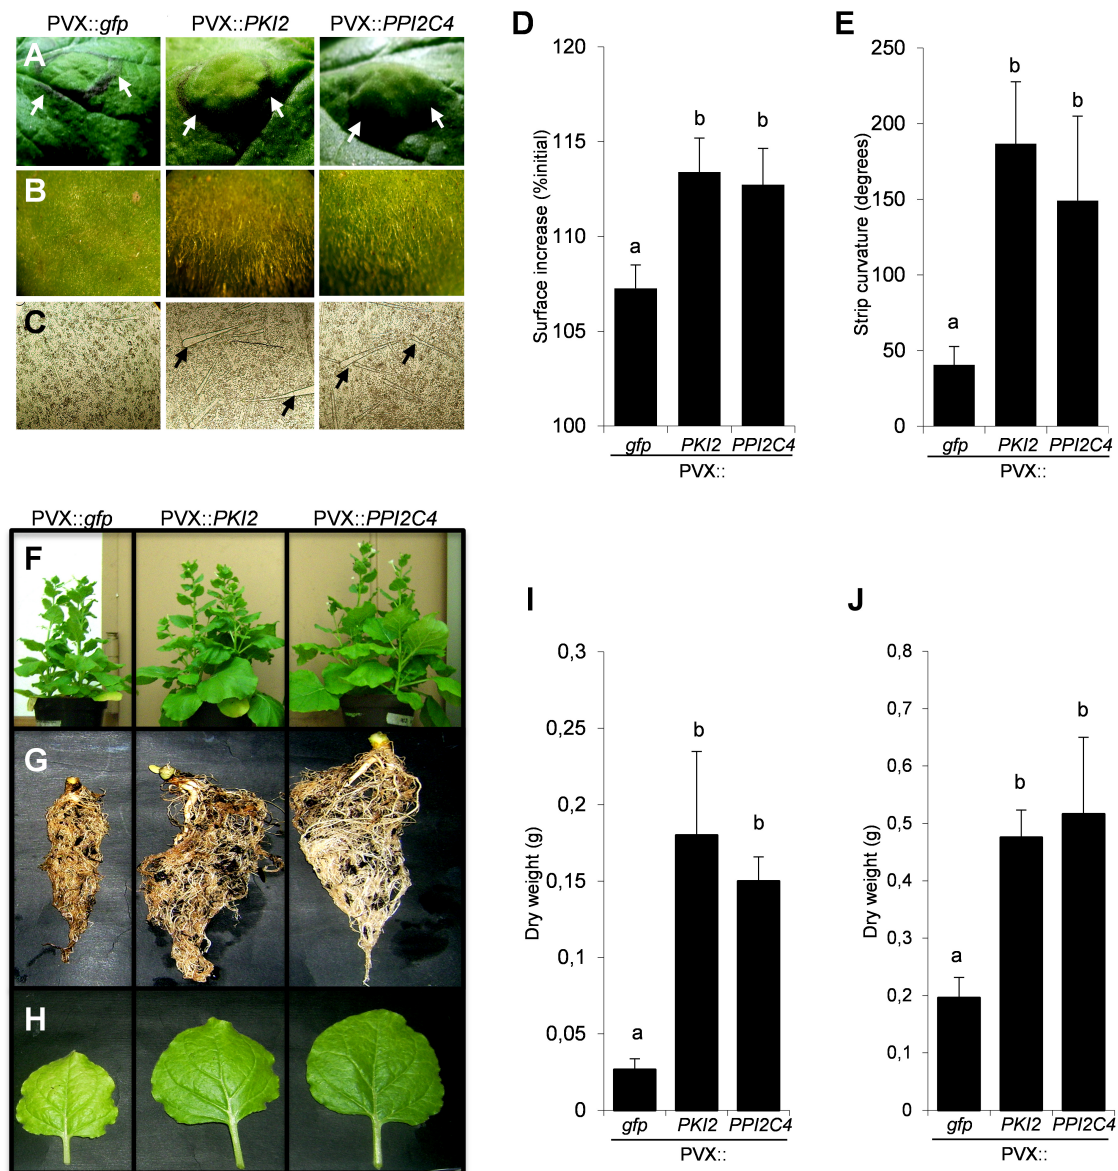 PVX::gfp PVX::PKI2 PVX::PPI2C4
A
B
C
D
Surface increase (%initial)
120
115
110
105
100
a
b
b
gfp PKI2 PPI2C4
PVX::
E
Strip curvature (degrees)
250
200
150
100
50
0
a
b
b
gfp PKI2 PPI2C4
PVX::
PVX::gfp PVX::PKI2 PVX::PPI2C4
F
G
H
I
Dry weight (g)
0,3
0,25
0,2
0,15
0,1
0,05
0
a
b
b
gfp PKI2 PPI2C4
PVX::
J
Dry weight (g)
0,8
0,7
0,6
0,5
0,4
0,3
0,2
0,1
0
a
b
b
gfp PKI2 PPI2C4
PVX::